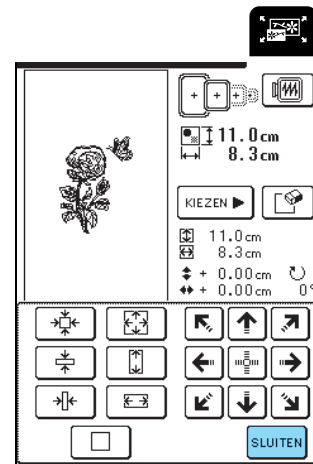 11.0cm
8.3cm
KIEZEN
11.0cm
8.3cm
+ 0.00cm
+ 0.00cm 0°
SLUITEN